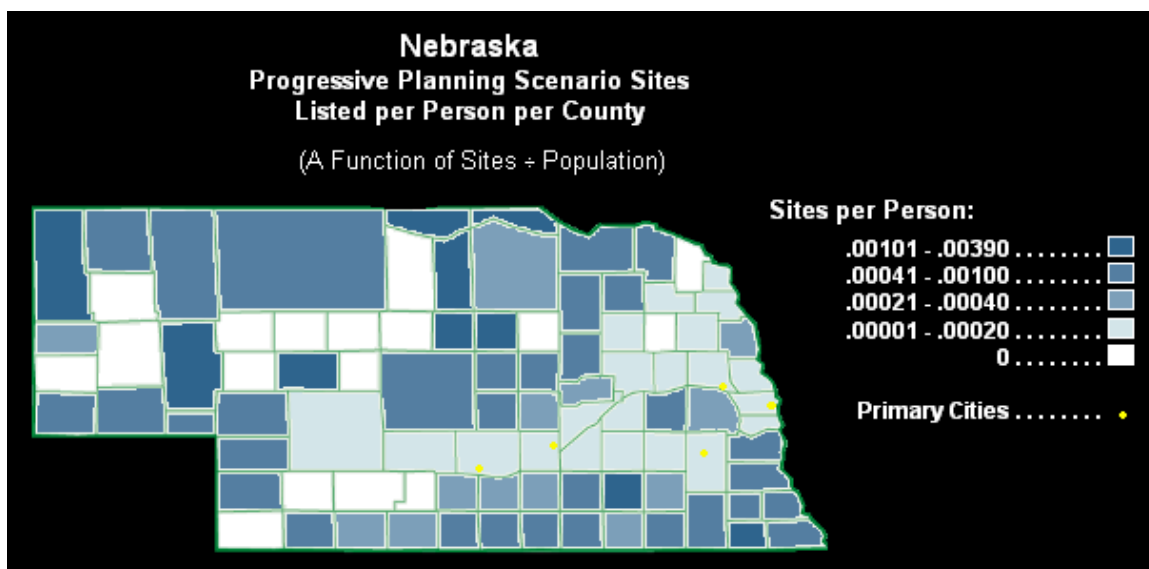 Nebraska
Progressive Planning Scenario Sites
Listed per Person per County
(A Function of Sites ÷ Population)
Sites per Person:
.00101 - .00390 ........
.00041 - .00100 ........
.00021 - .00040 ........
.00001 - .00020 ........
0 ........
Primary Cities ........